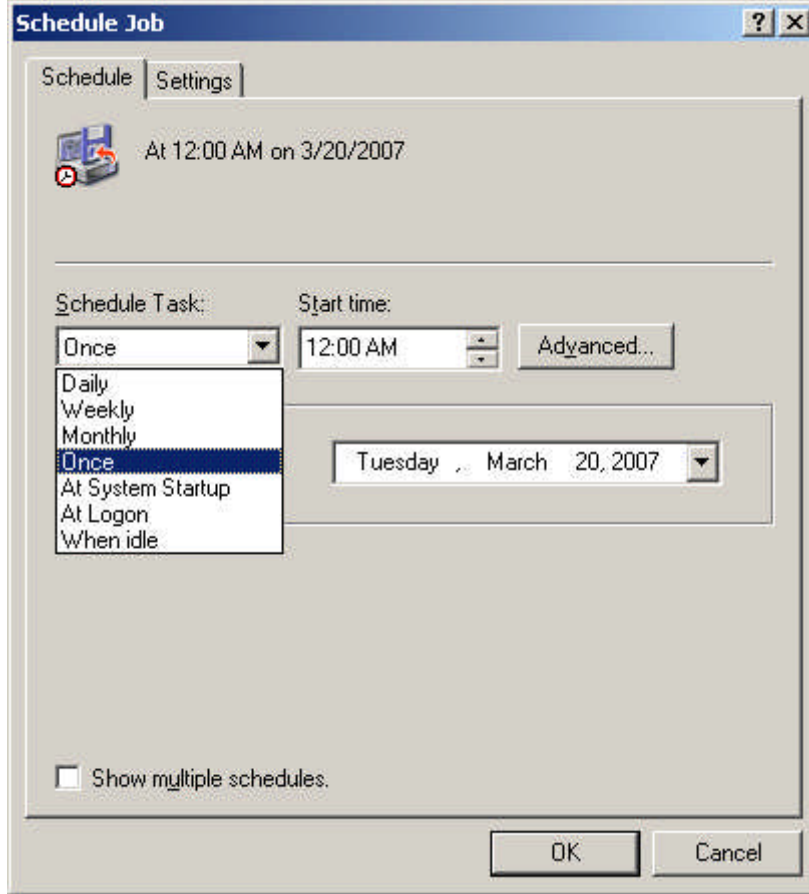 Schedule Job
Schedule Settings
At 12:00 AM on 3/20/2007
Schedule Task: Start time:
Once 12:00 AM Advanced...
Daily
Weekly
Monthly
Once
At System Startup
At Logon
When idle
Tuesday , March 20, 2007
Show multiple schedules.
OK Cancel